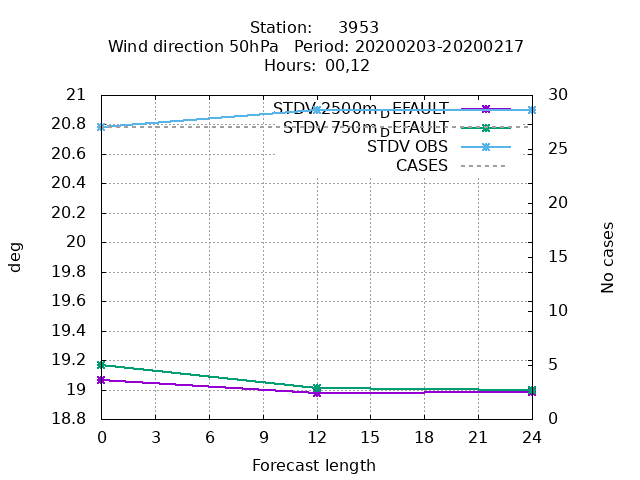 Station: 3953
Wind direction 50hPa Period: 20200203-20200217
Hours: 00,12
21
20.8
20.6
20.4
20.2
20
19.8
19.6
19.4
19.2
19
18.8
30
25
20
15
10
5
0
STDV 2500m_DEFAULT
STDV 750m_DEFAULT
STDV OBS
CASES
deg
No cases
0 3 6 9 12 15 18 21 24
Forecast length